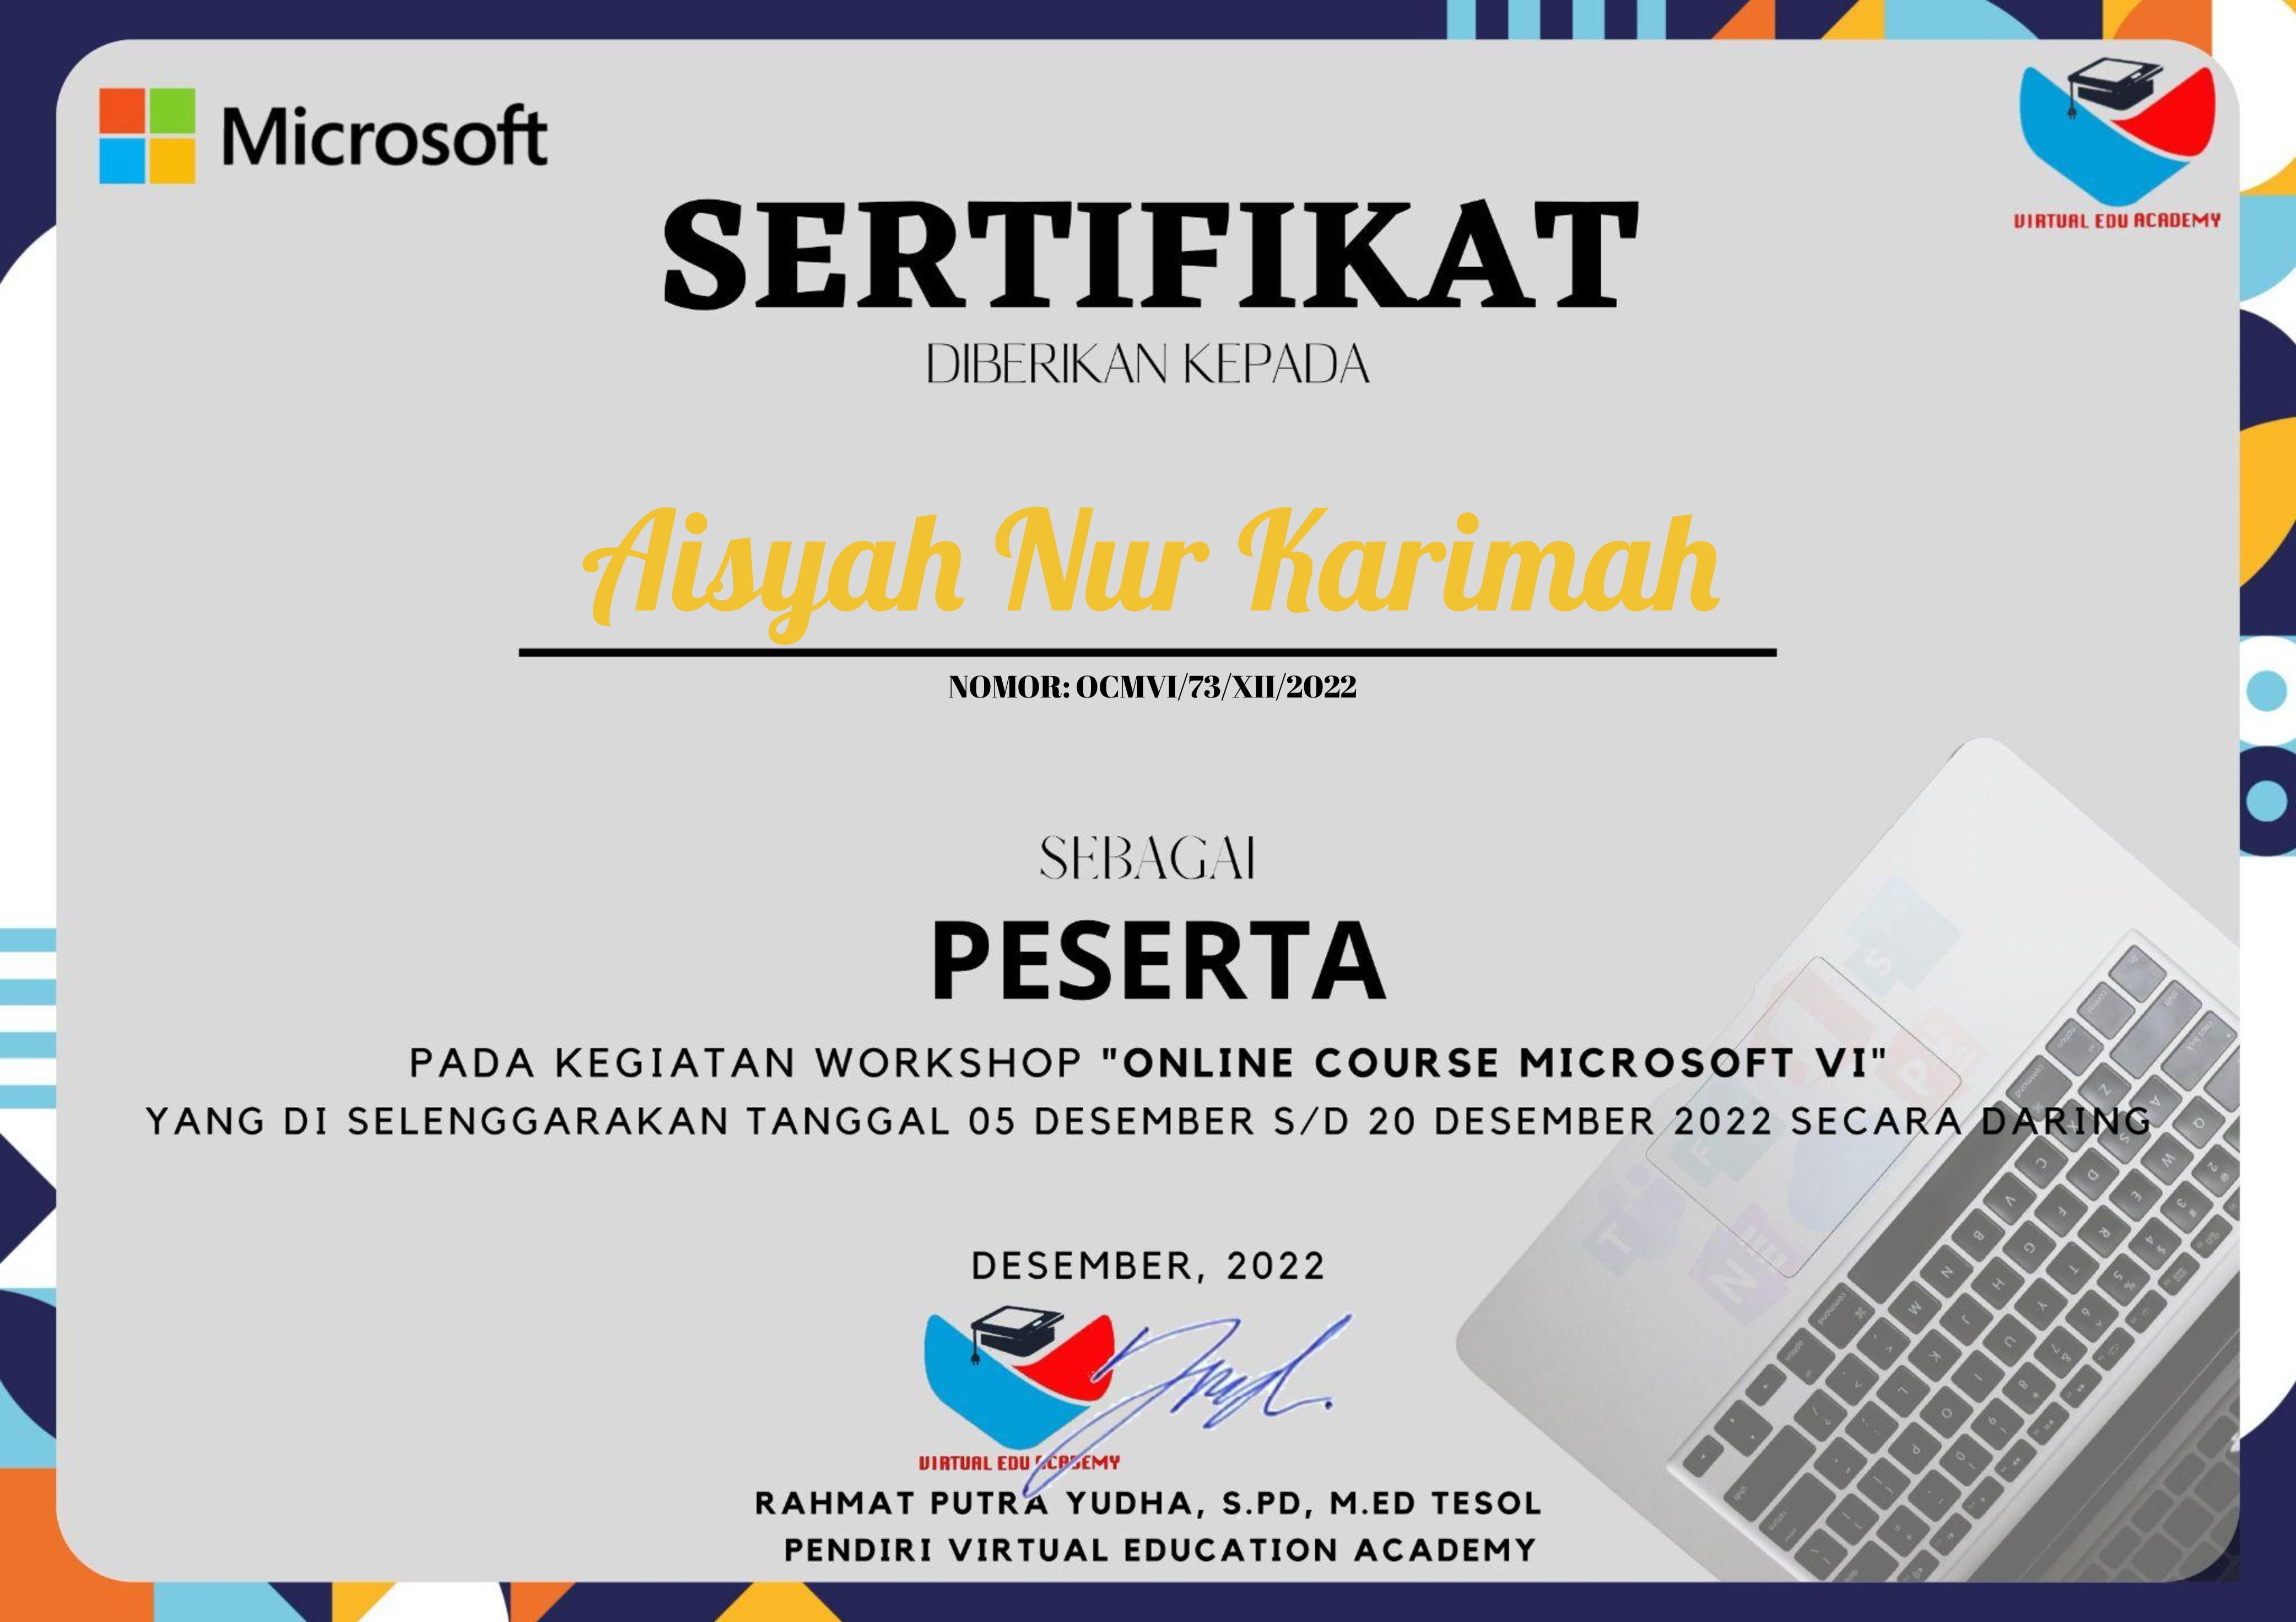 Microsoft
VIRTUAL EDU ACADEMY
SERTIFIKAT
DIBERIKAN KEPADA
Aisyah Nur Karimah
NOMOR: OCMVI/73/XII/2022
SEBAGAI
PESERTA
PADA KEGIATAN WORKSHOP "ONLINE COURSE MICROSOFT VI"
YANG DI SELENGGARAKAN TANGGAL 05 DESEMBER S/D 20 DESEMBER 2022 SECARA DARING
DESEMBER, 2022
VIRTUAL EDU ACADEMY
RAHMAT PUTRA YUDHA, S.PD, M.ED TESOL
PENDIRI VIRTUAL EDUCATION ACADEMY